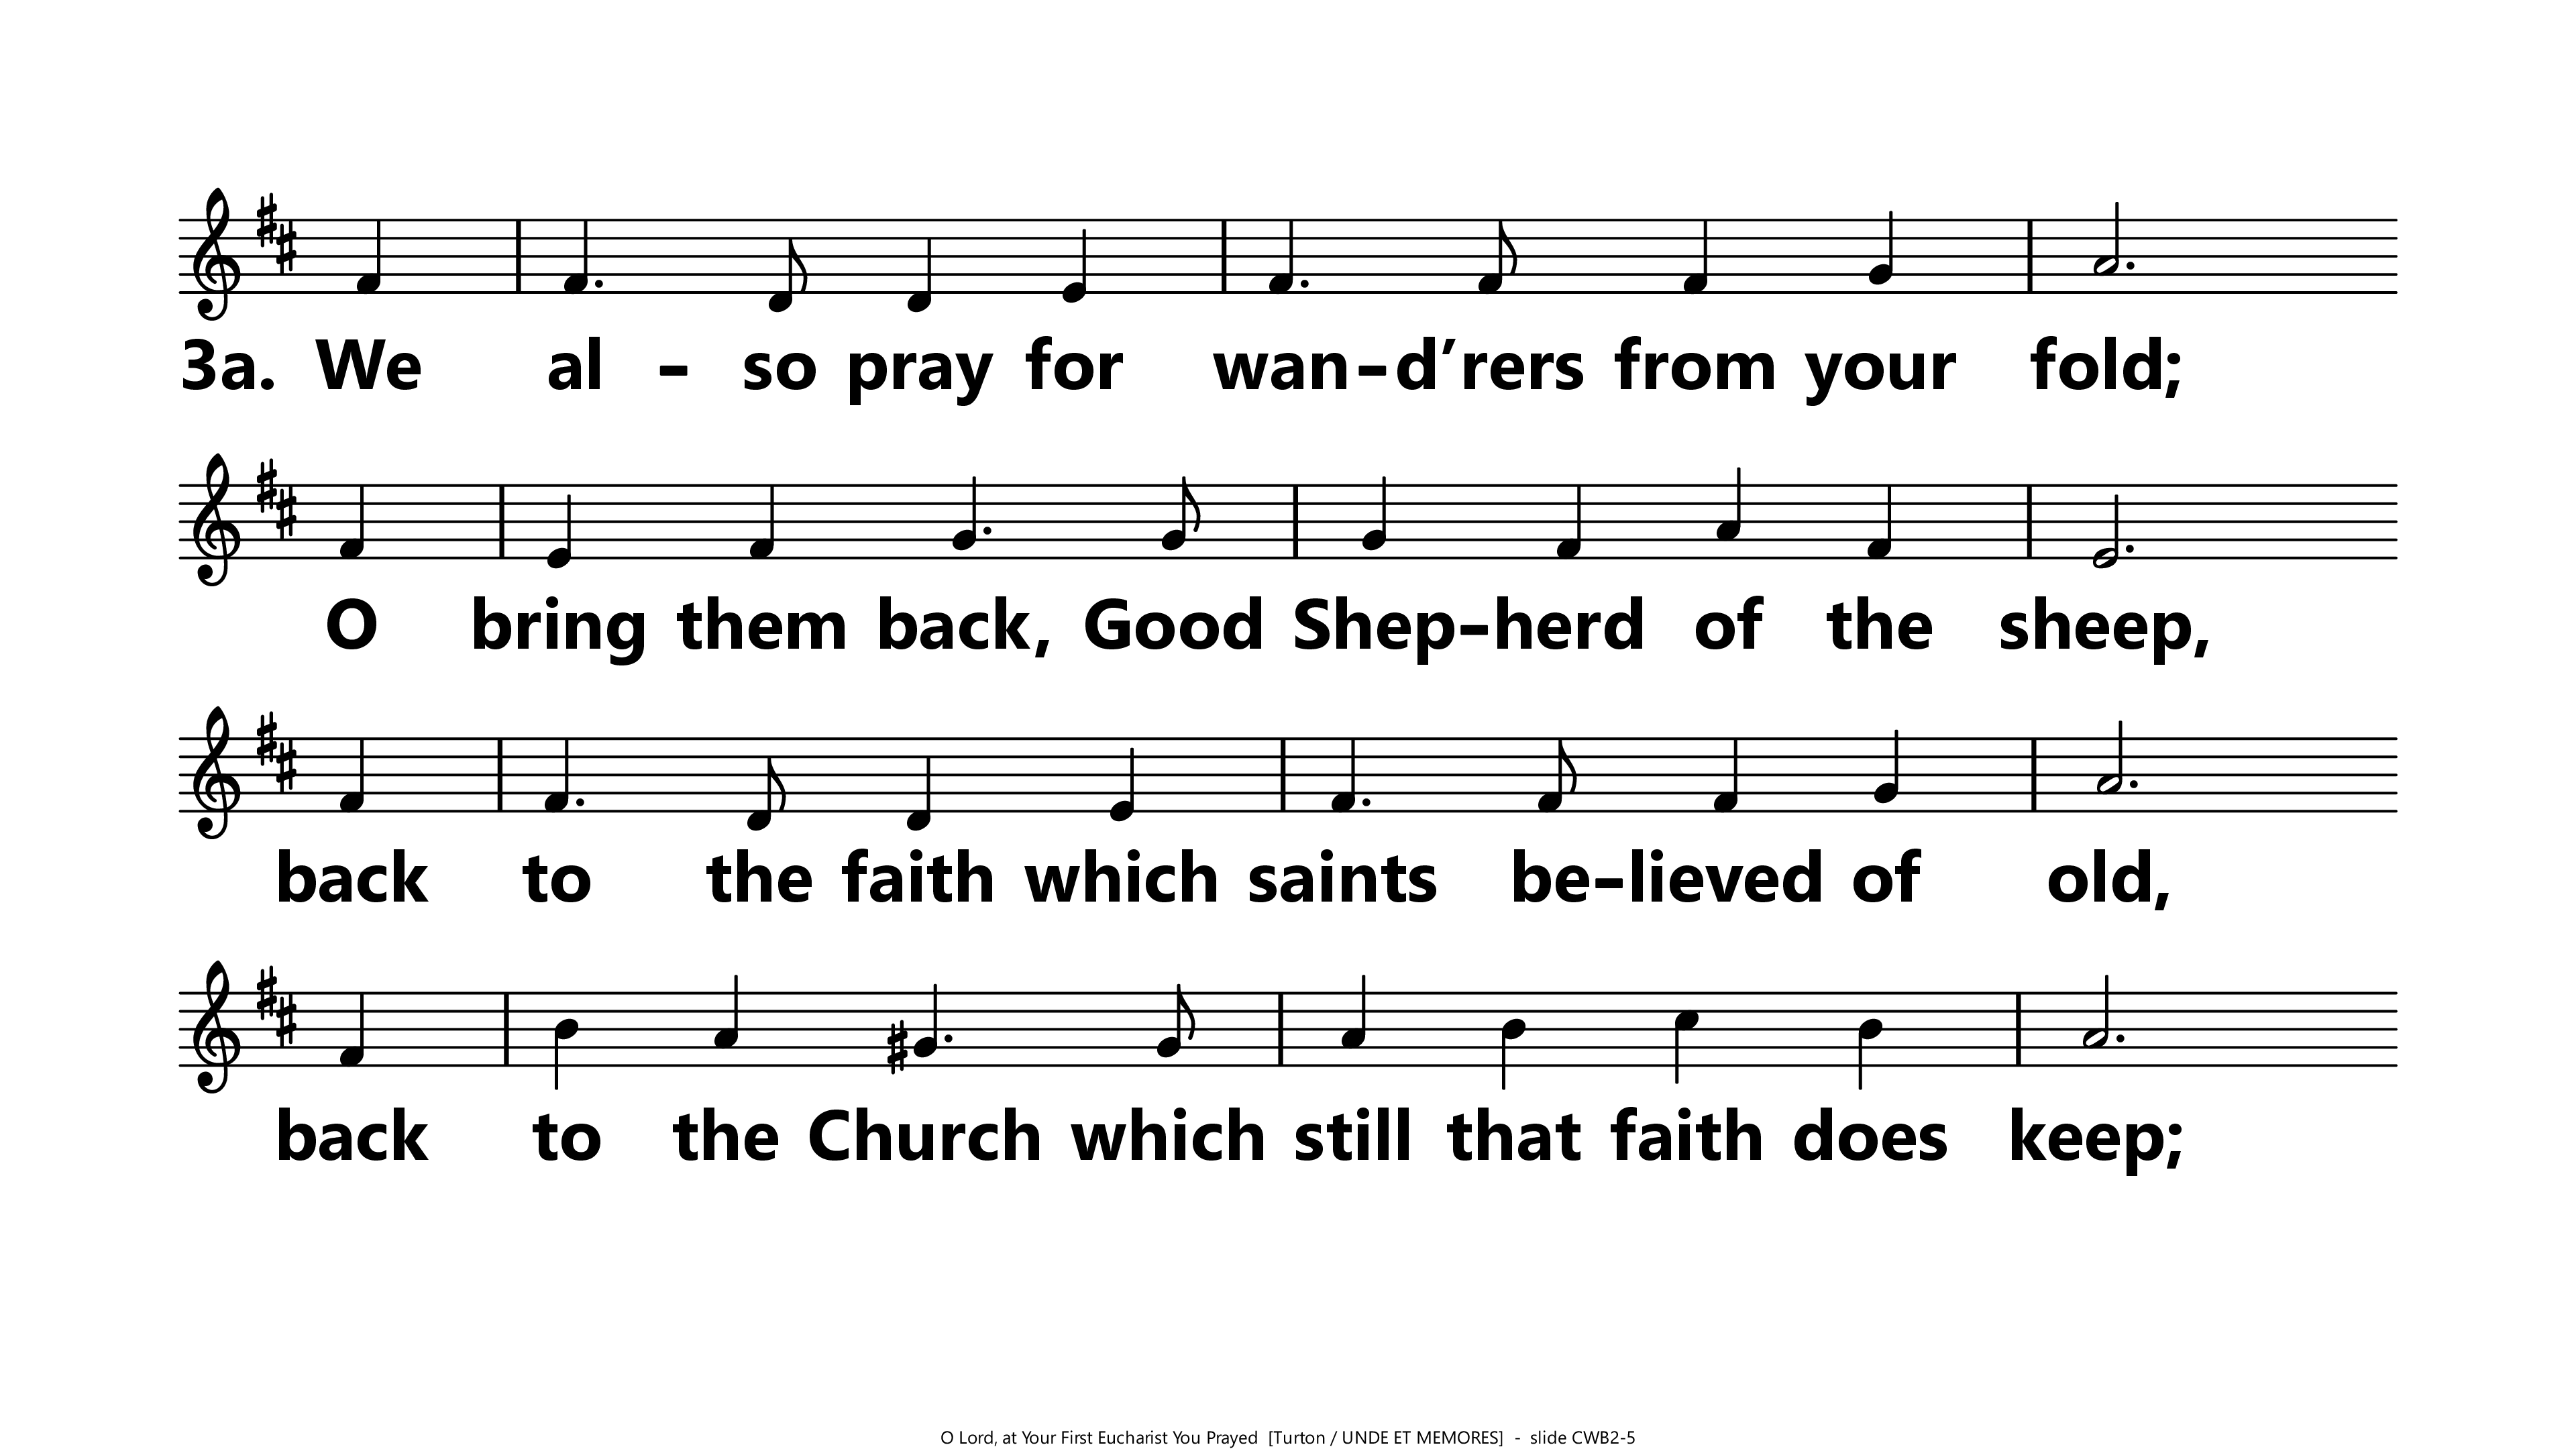 3a. We al - so pray for wan-d’rers from your fold;
O bring them back, Good Shep-herd of the sheep,
back to the faith which saints be-lieved of old,
back to the Church which still that faith does keep;
O Lord, at Your First Eucharist You Prayed [Turton / UNDE ET MEMORES] - slide CWB2-5